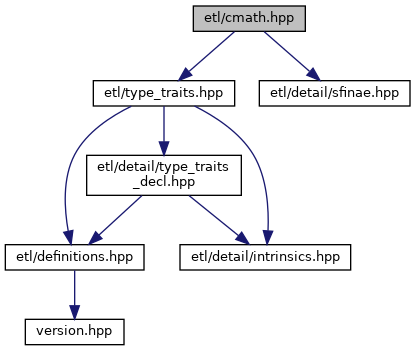 etl/cmath.hpp
etl/type_traits.hpp
etl/detail/sfinae.hpp
etl/detail/type_traits
_decl.hpp
etl/definitions.hpp
etl/detail/intrinsics.hpp
version.hpp